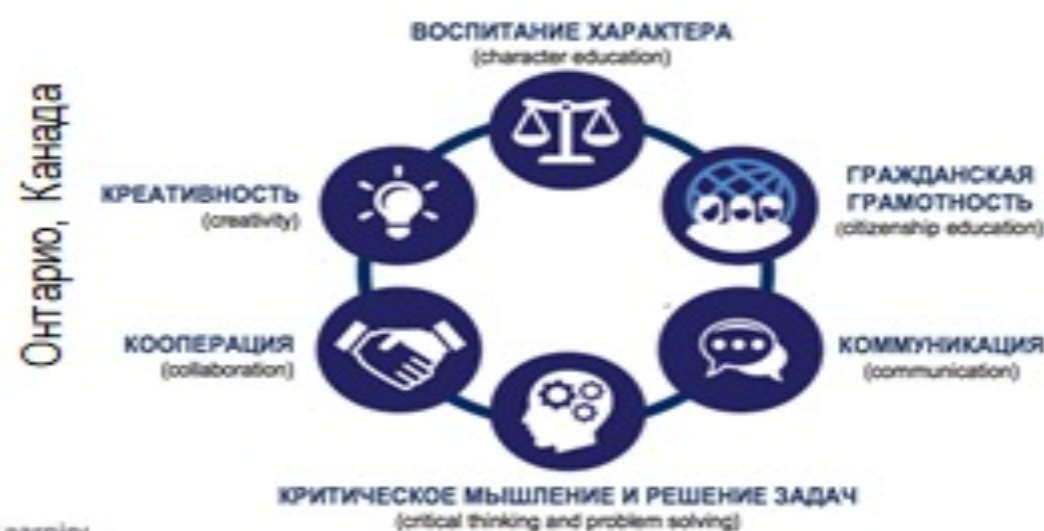 Онтарио, Канада
ВОСПИТАНИЕ ХАРАКТЕРА
(character education)
ГРАЖДАНСКАЯ
ГРАМОТНОСТЬ
(citizenship education)
КОММУНИКАЦИЯ
(communication)
КРИТИЧЕСКОЕ МЫШЛЕНИЕ И РЕШЕНИЕ ЗАДАЧ
(critical thinking and problem solving)
КООПЕРАЦИЯ
(collaboration)
КРЕАТИВНОСТЬ
(creativity)